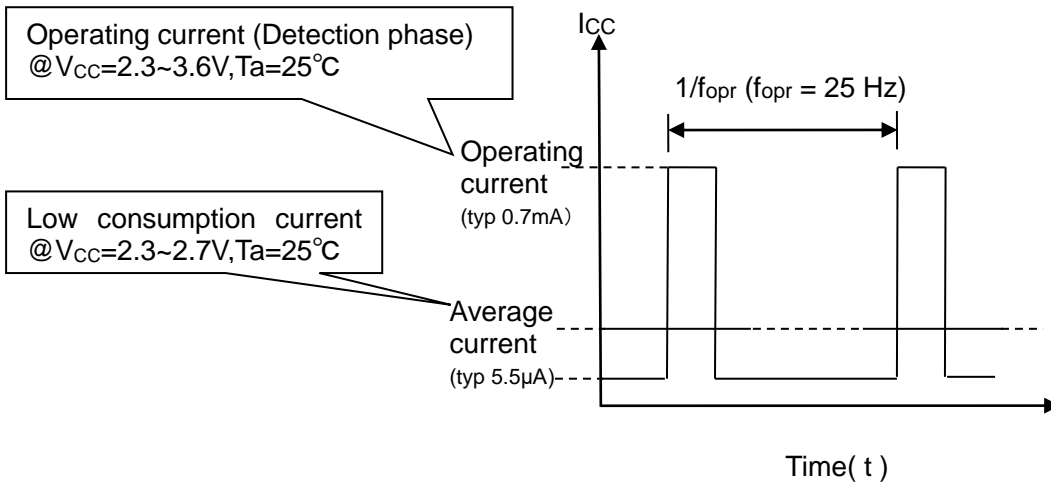 Operating current (Detection phase)
@VCC=2.3~3.6V,Ta=25℃
Low consumption current
@VCC=2.3~2.7V,Ta=25℃
ICC
1/fopr (fopr = 25 Hz)
Operating
current
(typ 0.7mA）
Average
current
(typ 5.5µA)
Time( t )